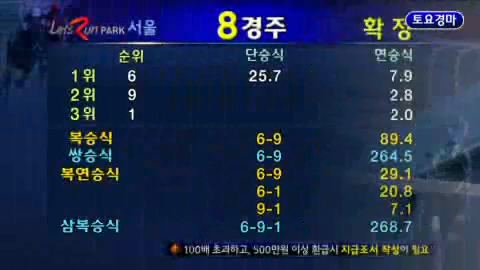 Let'sRun PARK 서울 8경주 확정 토요경마
순위 단승식 연승식
1위 6 25.7 7.9
2위 9 2.8
3위 1 2.0
복승식 6-9 89.4
쌍승식 6-9 264.5
복연승식 6-9 29.1
6-1 20.8
9-1 7.1
삼복승식 6-9-1 268.7
100배 초과하고, 500만원 이상 환급시 지급조서 작성이 필요